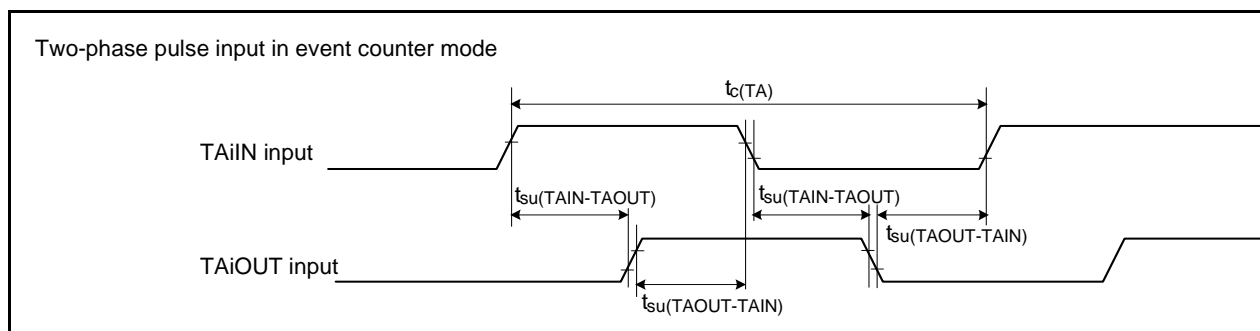 Two-phase pulse input in event counter mode
tc(TA)
TAiIN input
tsu(TAIN-TAOUT)
tsu(TAIN-TAOUT)
tsu(TAOUT-TAIN)
TAiOUT input
tsu(TAOUT-TAIN)